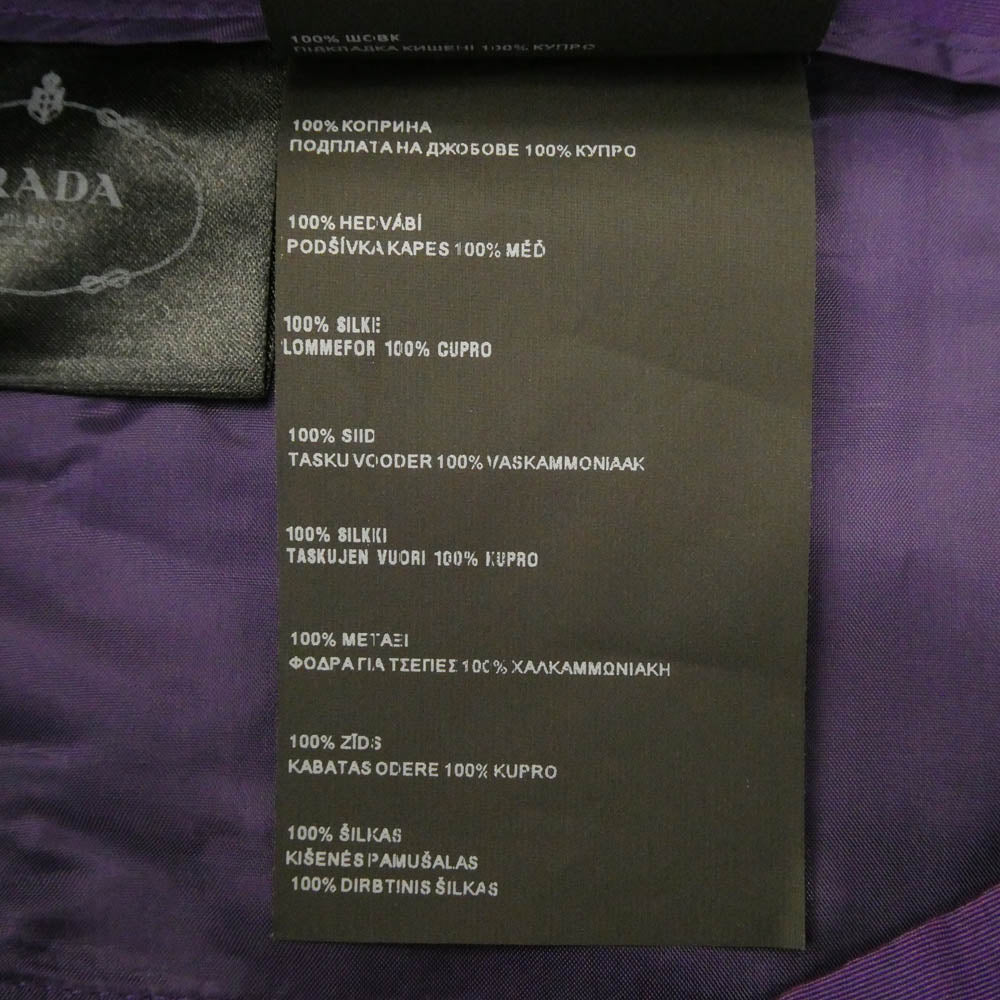 100% ШОВК
ПІДКЛАДКА КИШЕНІ 100% КУПРО
RADA
MILANO
100% КОПРИНА
ПОДПЛАТА НА ДЖОБОВЕ 100% КУПРО
100% HEDVÁBÍ
PODŠÍVKA KAPES 100% MĚĎ
100% SILKE
LOMMEFOR 100% CUPRO
100% SIID
TASKU VOODER 100% VASKAMMONIAAK
100% SILKKI
TASKUJEN VUORI 100% KUPRO
100% ΜΕΤΑΞΙ
ΦΟΔΡΑ ΓΙΑ ΤΣΕΠΕΣ 100% ΧΑΛΚΑΜΜΩΝΙΑΚΗ
100% ZĪDS
KABATAS ODERE 100% KUPRO
100% ŠILKAS
KIŠENĖS PAMUŠALAS
100% DIRBTINIS ŠILKAS